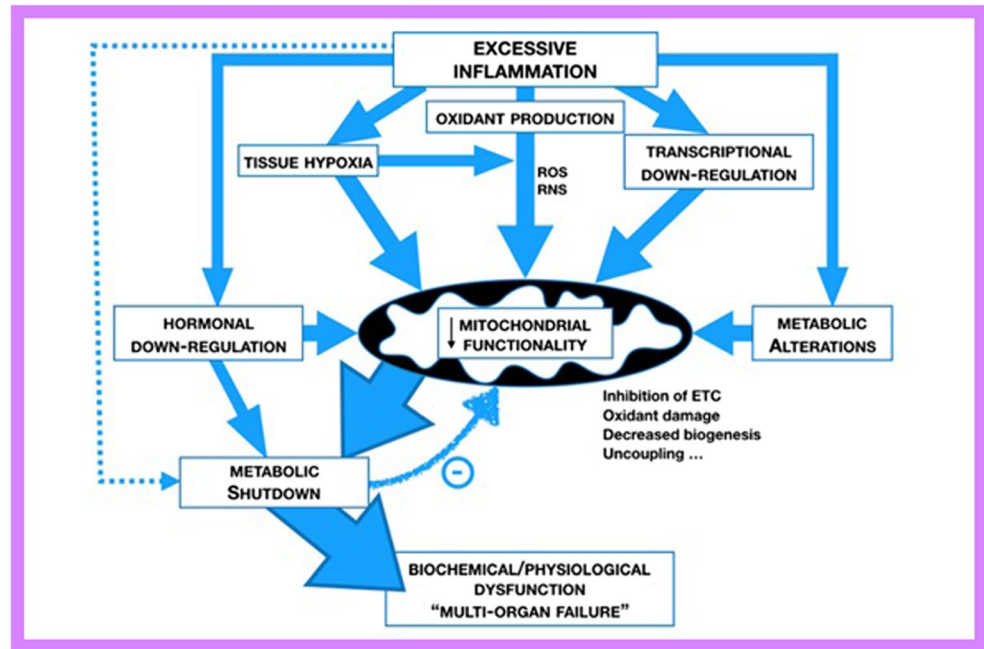 EXCESSIVE
INFLAMMATION
OXIDANT PRODUCTION
TISSUE HYPOXIA
TRANSCRIPTIONAL
DOWN-REGULATION
ROS
RNS
HORMONAL
DOWN-REGULATION
↓ MITOCHONDRIAL
FUNCTIONALITY
METABOLIC
ALTERATIONS
Inhibition of ETC
Oxidant damage
Decreased biogenesis
Uncoupling ...
METABOLIC
SHUTDOWN
−
BIOCHEMICAL/PHYSIOLOGICAL
DYSFUNCTION
“MULTI-ORGAN FAILURE”